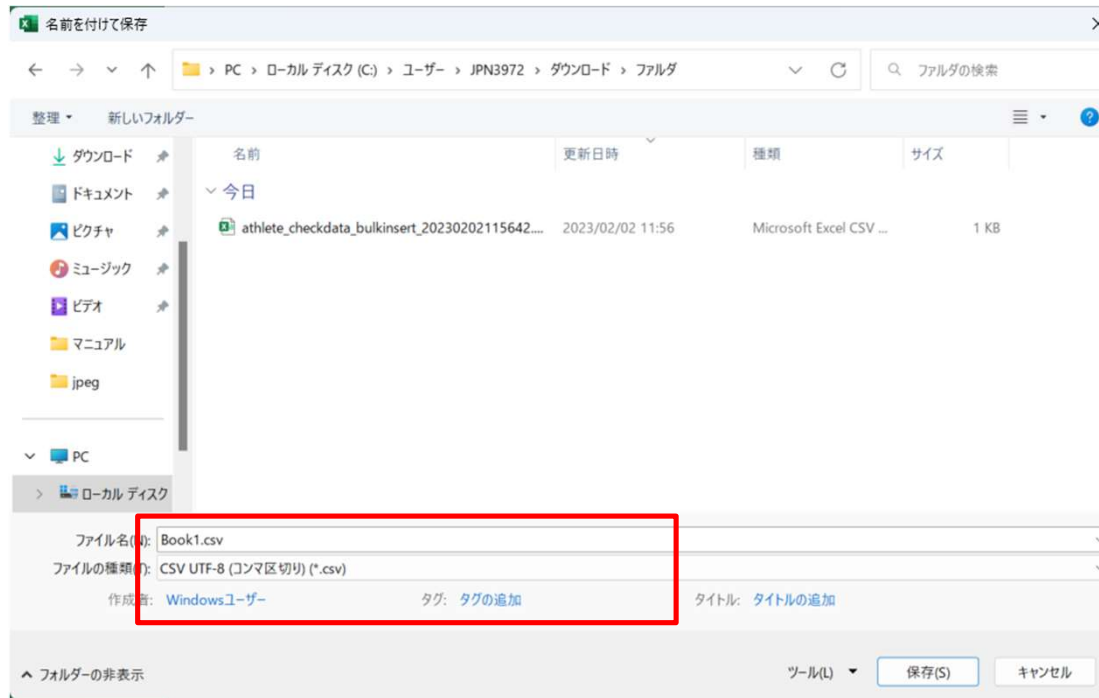 名前を付けて保存
PC > ローカル ディスク (C:) > ユーザー > JPN3972 > ダウンロード > ファルダ
ファルダの検索
整理 新しいフォルダー
ダウンロード
ドキュメント
ピクチャ
ミュージック
ビデオ
マニュアル
jpeg
PC
ローカル ディスク
名前 更新日時 種類 サイズ
今日
athlete_checkdata_bulkinsert_20230202115642.... 2023/02/02 11:56 Microsoft Excel CSV ... 1 KB
ファイル名(N): Book1.csv
ファイルの種類(T): CSV UTF-8 (コンマ区切り) (*.csv)
作成者: Windowsユーザー タグ: タグの追加 タイトル: タイトルの追加
フォルダーの非表示 ツール(L) 保存(S) キャンセル